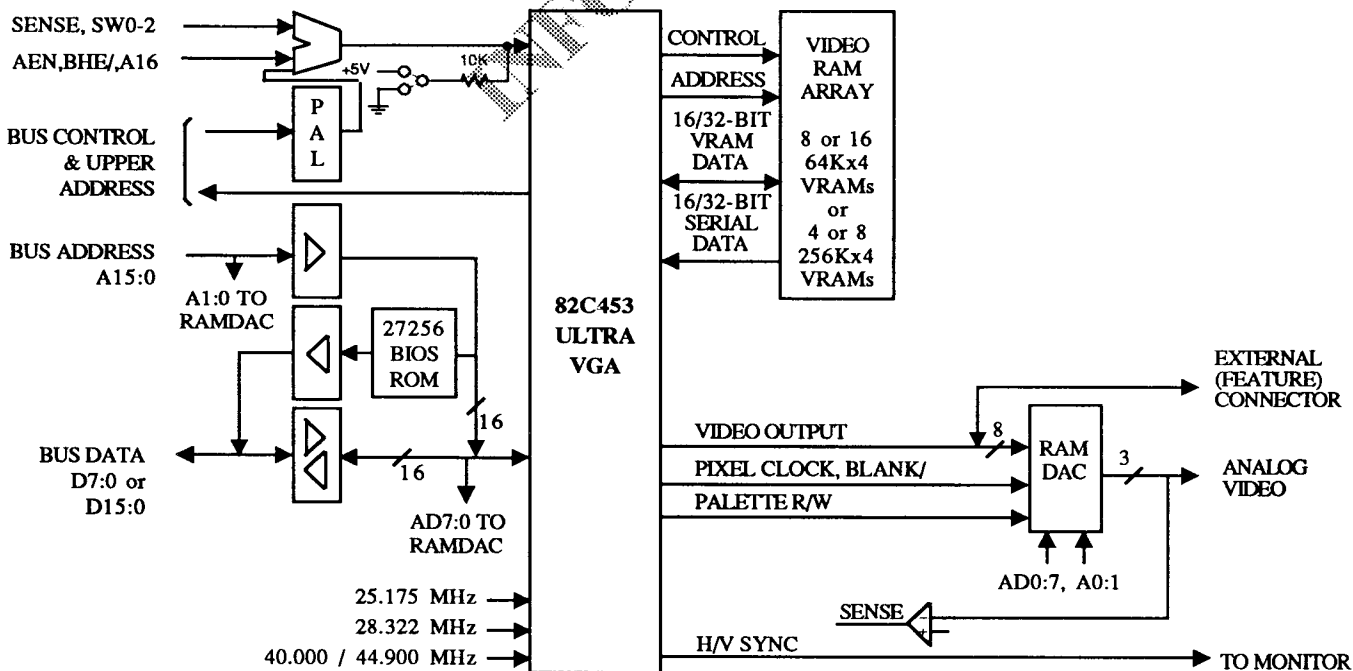 SENSE, SW0-2
AEN,BHE/,A16
+5V
10K
P
A
L
BUS CONTROL
& UPPER
ADDRESS
BUS ADDRESS
A15:0
A1:0 TO
RAMDAC
27256
BIOS
ROM
16
BUS DATA
D7:0 or
D15:0
16
AD7:0 TO
RAMDAC
25.175 MHz
28.322 MHz
40.000 / 44.900 MHz
82C453
ULTRA
VGA
CONTROL
ADDRESS
16/32-BIT
VRAM
DATA
16/32-BIT
SERIAL
DATA
VIDEO
RAM
ARRAY
8 or 16
64Kx4
VRAMs
or
4 or 8
256Kx4
VRAMs
EXTERNAL
(FEATURE)
CONNECTOR
VIDEO OUTPUT
8
PIXEL CLOCK, BLANK/
PALETTE R/W
RAM
DAC
3
ANALOG
VIDEO
AD0:7, A0:1
SENSE
-
+
H/V SYNC
TO MONITOR